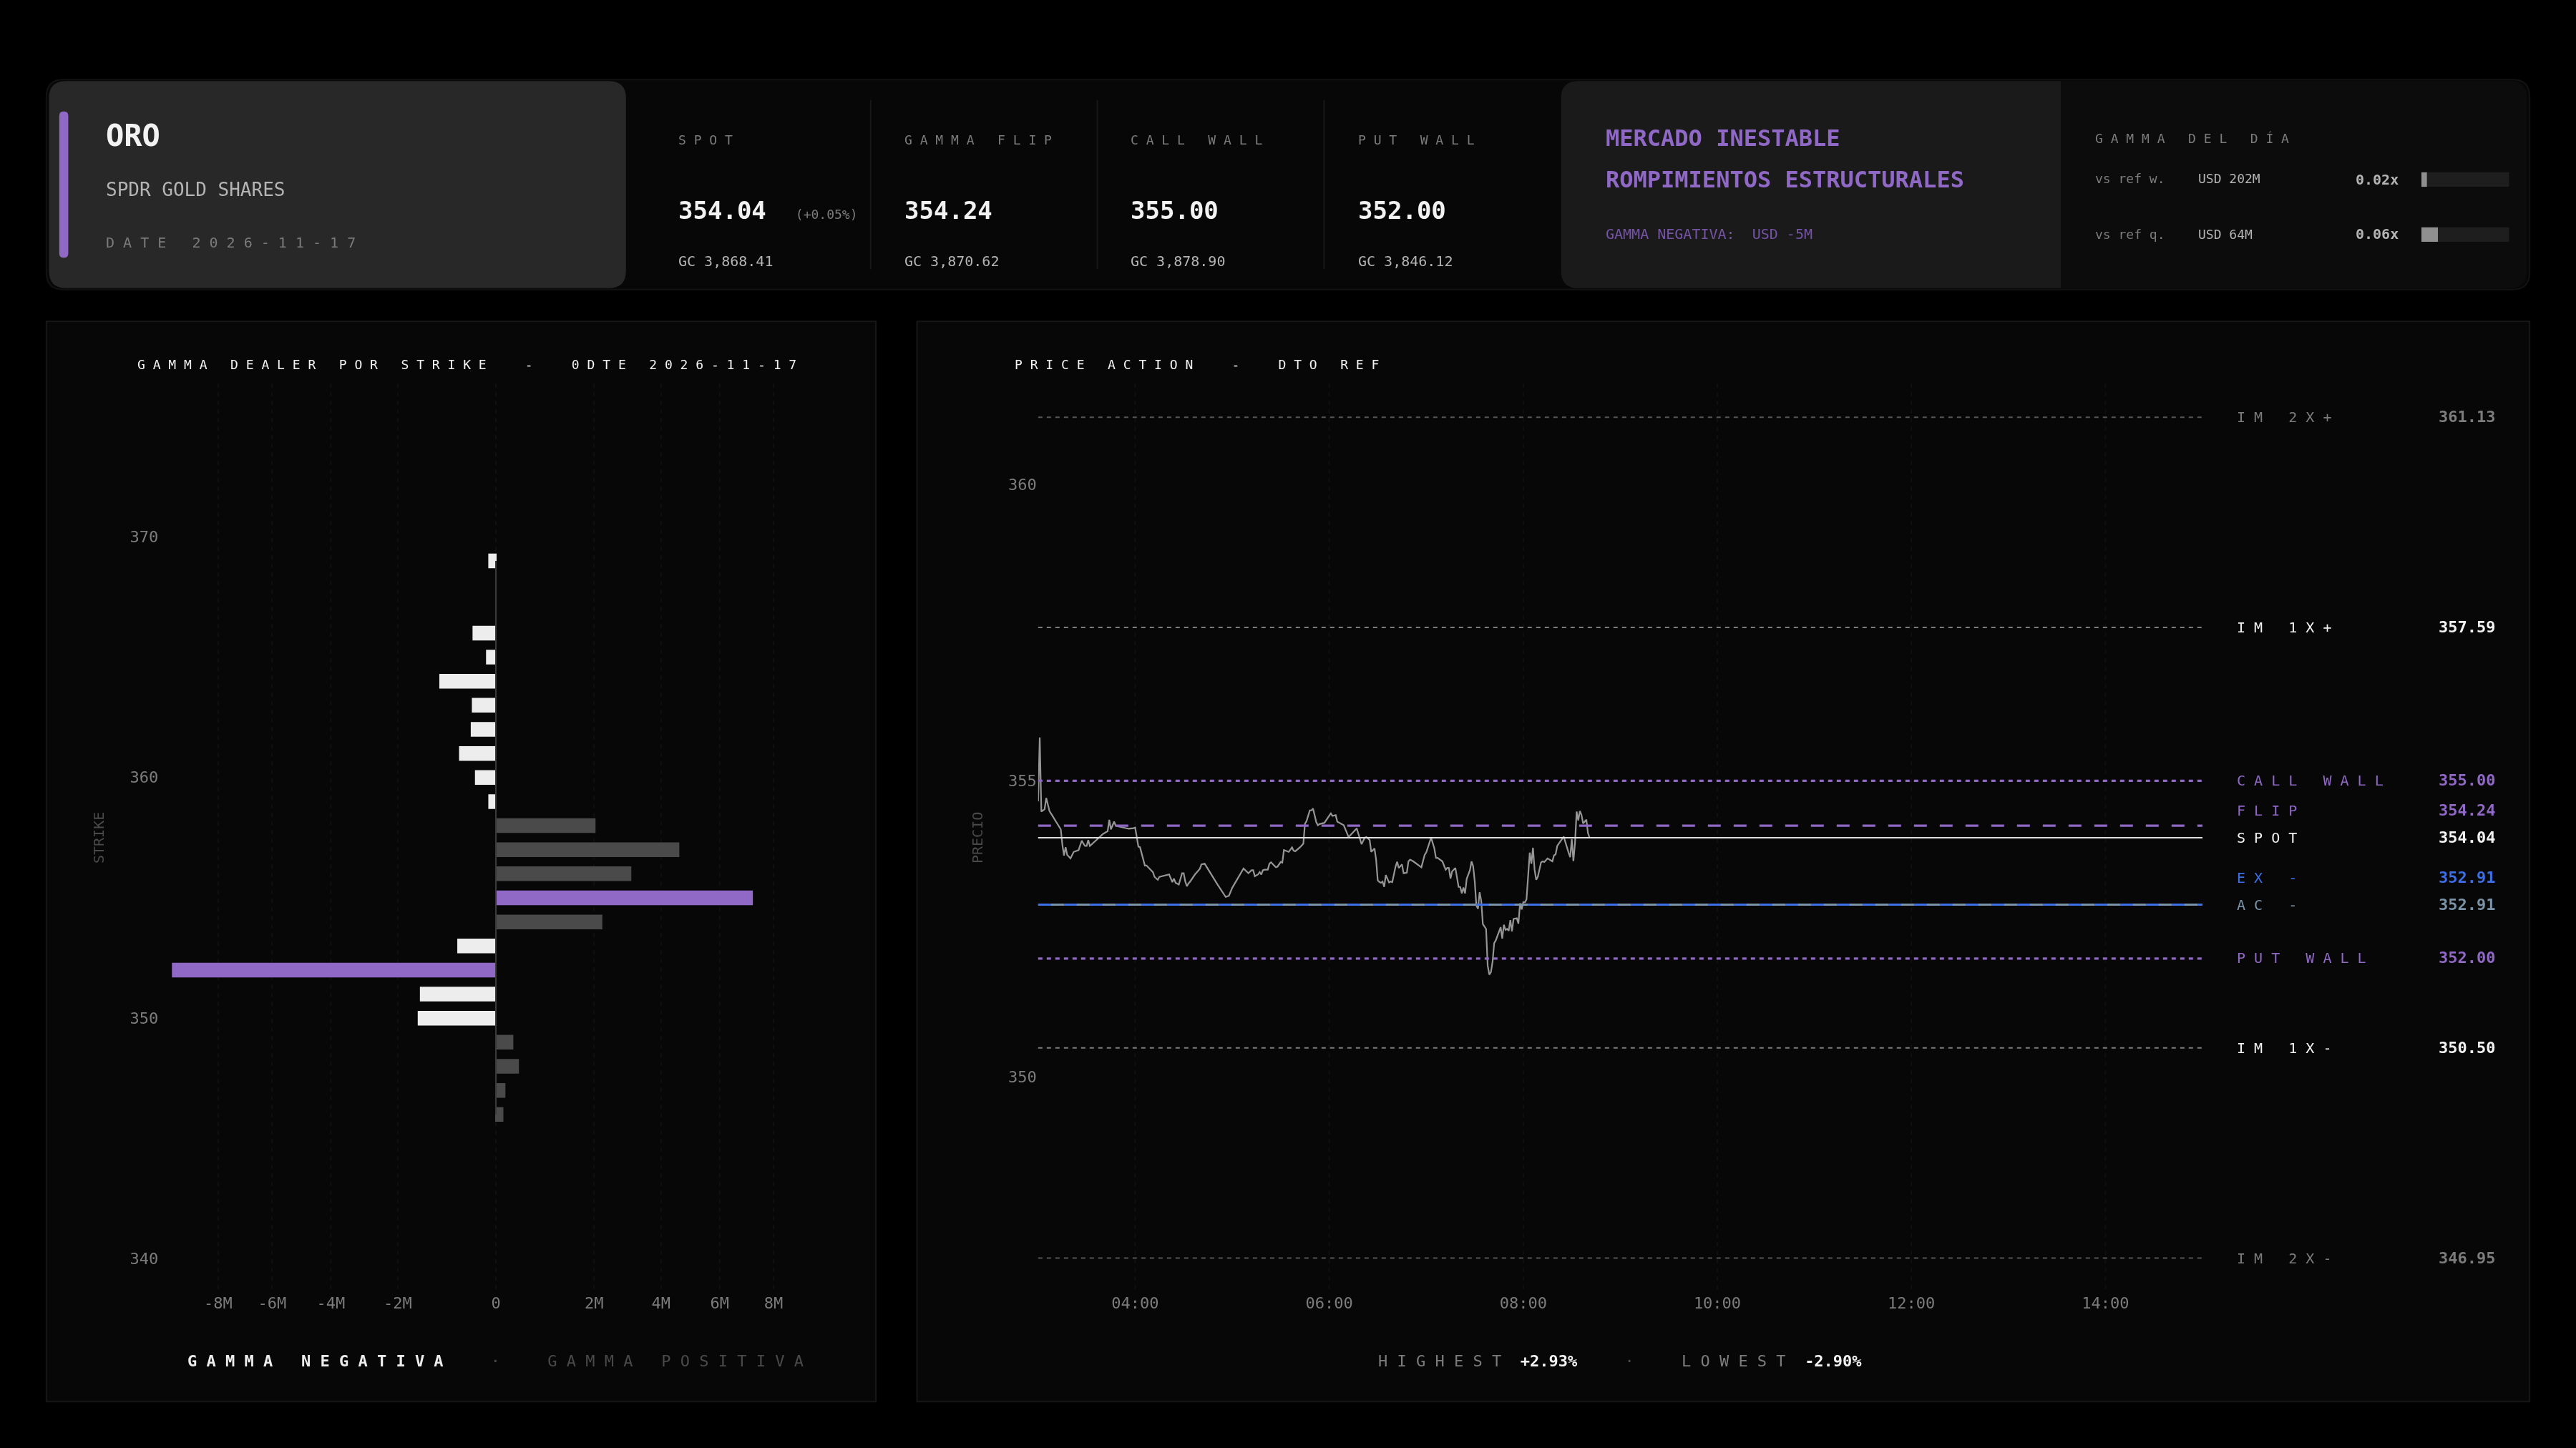 ORO
SPDR GOLD SHARES
DATE 2026-11-17
SPOT
354.04 (+0.05%)
GC 3,868.41
GAMMA FLIP
354.24
GC 3,870.62
CALL WALL
355.00
GC 3,878.90
PUT WALL
352.00
GC 3,846.12
MERCADO INESTABLE
ROMPIMIENTOS ESTRUCTURALES
GAMMA NEGATIVA: USD -5M
GAMMA DEL DÍA
vs ref w. USD 202M 0.02x
vs ref q. USD 64M 0.06x
GAMMA DEALER POR STRIKE - 0DTE 2026-11-17
STRIKE
370
360
350
340
-8M -6M -4M -2M 0 2M 4M 6M 8M
GAMMA NEGATIVA · GAMMA POSITIVA
PRICE ACTION - DTO REF
PRECIO
360
355
350
IM 2X+ 361.13
IM 1X+ 357.59
CALL WALL 355.00
FLIP 354.24
SPOT 354.04
EX - 352.91
AC - 352.91
PUT WALL 352.00
IM 1X- 350.50
IM 2X- 346.95
04:00 06:00 08:00 10:00 12:00 14:00
HIGHEST +2.93% · LOWEST -2.90%